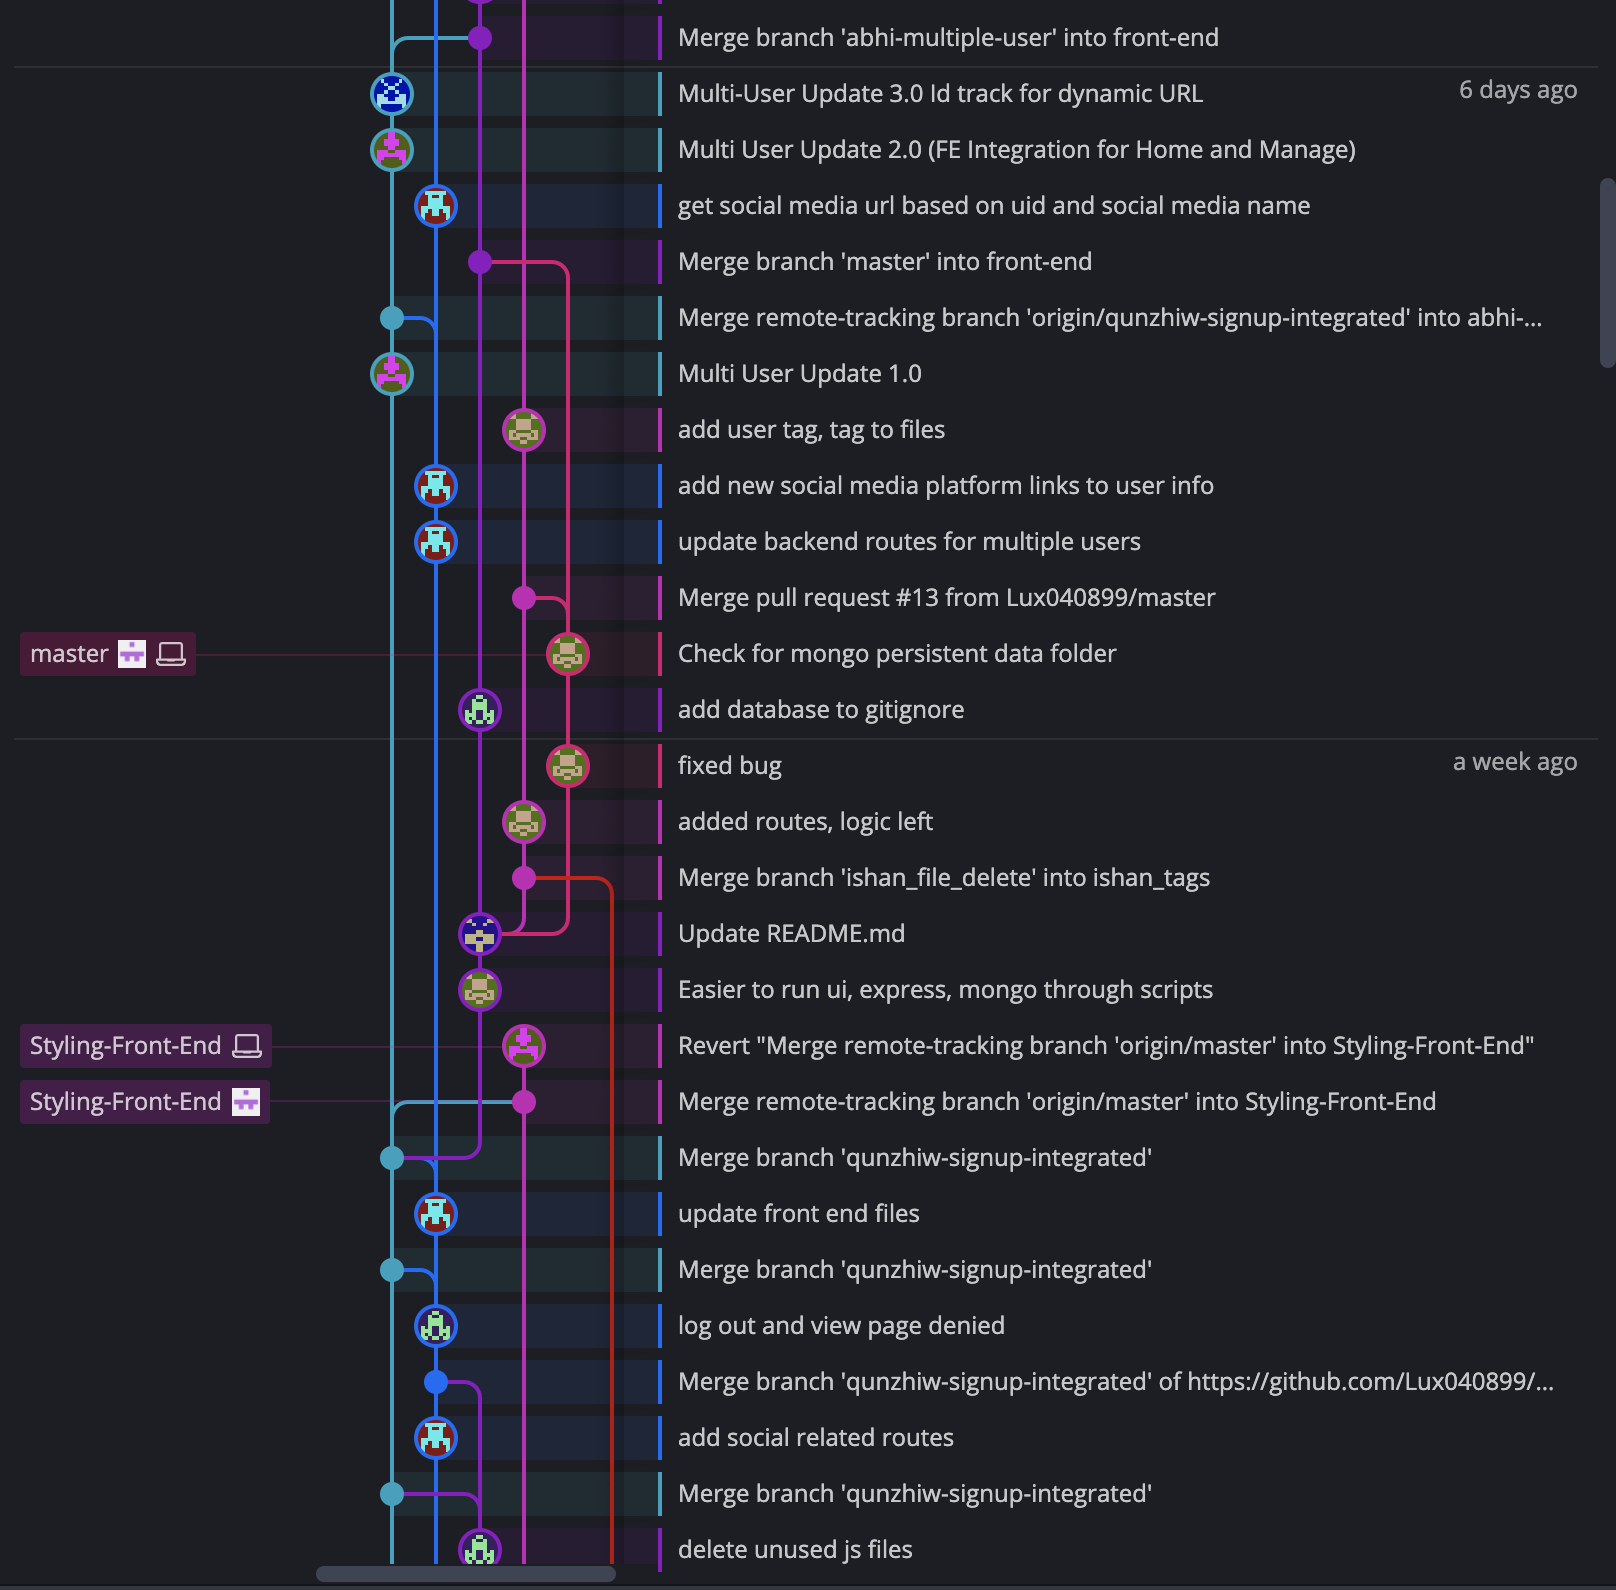 Merge branch 'abhi-multiple-user' into front-end
Multi-User Update 3.0 Id track for dynamic URL
6 days ago
Multi User Update 2.0 (FE Integration for Home and Manage)
get social media url based on uid and social media name
Merge branch 'master' into front-end
Merge remote-tracking branch 'origin/qunzhiw-signup-integrated' into abhi-...
Multi User Update 1.0
add user tag, tag to files
add new social media platform links to user info
update backend routes for multiple users
Merge pull request #13 from Lux040899/master
master
Check for mongo persistent data folder
add database to gitignore
fixed bug
a week ago
added routes, logic left
Merge branch 'ishan_file_delete' into ishan_tags
Update README.md
Easier to run ui, express, mongo through scripts
Styling-Front-End
Revert "Merge remote-tracking branch 'origin/master' into Styling-Front-End"
Styling-Front-End
Merge remote-tracking branch 'origin/master' into Styling-Front-End
Merge branch 'qunzhiw-signup-integrated'
update front end files
Merge branch 'qunzhiw-signup-integrated'
log out and view page denied
Merge branch 'qunzhiw-signup-integrated' of https://github.com/Lux040899/...
add social related routes
Merge branch 'qunzhiw-signup-integrated'
delete unused js files